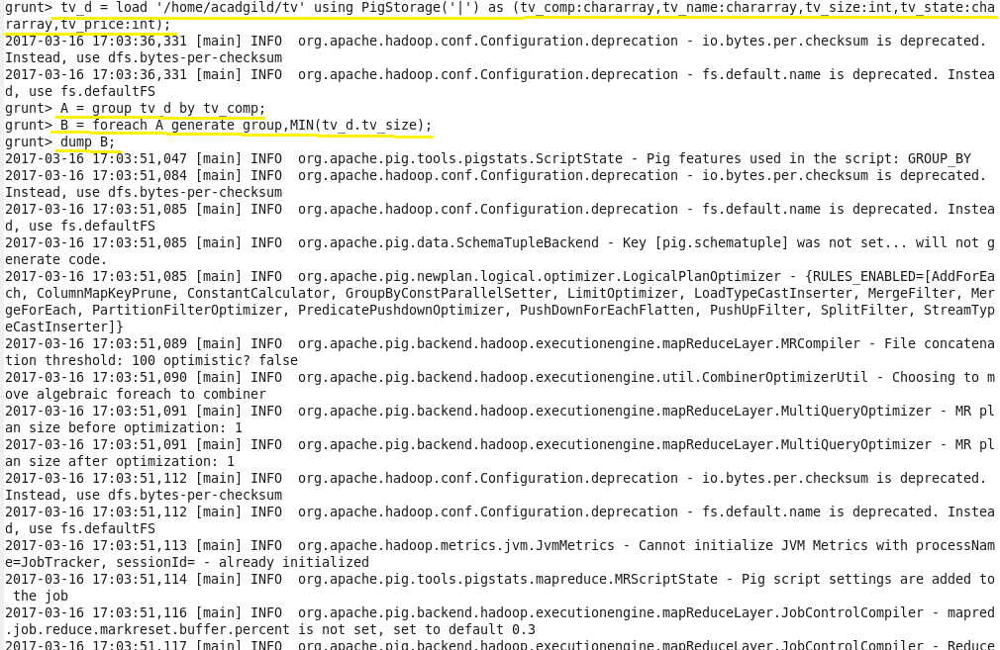 grunt> tv_d = load '/home/acadgild/tv' using PigStorage('|') as (tv_comp:chararray,tv_name:chararray,tv_size:int,tv_state:cha
rarray,tv_price:int);
2017-03-16 17:03:36,331 [main] INFO  org.apache.hadoop.conf.Configuration.deprecation - io.bytes.per.checksum is deprecated.
Instead, use dfs.bytes-per-checksum
2017-03-16 17:03:36,331 [main] INFO  org.apache.hadoop.conf.Configuration.deprecation - fs.default.name is deprecated. Instea
d, use fs.defaultFS
grunt> A = group tv_d by tv_comp;
grunt> B = foreach A generate group,MIN(tv_d.tv_size);
grunt> dump B;
2017-03-16 17:03:51,047 [main] INFO  org.apache.pig.tools.pigstats.ScriptState - Pig features used in the script: GROUP_BY
2017-03-16 17:03:51,084 [main] INFO  org.apache.hadoop.conf.Configuration.deprecation - io.bytes.per.checksum is deprecated.
Instead, use dfs.bytes-per-checksum
2017-03-16 17:03:51,085 [main] INFO  org.apache.hadoop.conf.Configuration.deprecation - fs.default.name is deprecated. Instea
d, use fs.defaultFS
2017-03-16 17:03:51,085 [main] INFO  org.apache.pig.data.SchemaTupleBackend - Key [pig.schematuple] was not set... will not g
enerate code.
2017-03-16 17:03:51,085 [main] INFO  org.apache.pig.newplan.logical.optimizer.LogicalPlanOptimizer - {RULES_ENABLED=[AddForEa
ch, ColumnMapKeyPrune, ConstantCalculator, GroupByConstParallelSetter, LimitOptimizer, LoadTypeCastInserter, MergeFilter, Mer
geForEach, PartitionFilterOptimizer, PredicatePushdownOptimizer, PushDownForEachFlatten, PushUpFilter, SplitFilter, StreamTyp
eCastInserter]}
2017-03-16 17:03:51,089 [main] INFO  org.apache.pig.backend.hadoop.executionengine.mapReduceLayer.MRCompiler - File concatena
tion threshold: 100 optimistic? false
2017-03-16 17:03:51,090 [main] INFO  org.apache.pig.backend.hadoop.executionengine.util.CombinerOptimizerUtil - Choosing to m
ove algebraic foreach to combiner
2017-03-16 17:03:51,091 [main] INFO  org.apache.pig.backend.hadoop.executionengine.mapReduceLayer.MultiQueryOptimizer - MR pl
an size before optimization: 1
2017-03-16 17:03:51,091 [main] INFO  org.apache.pig.backend.hadoop.executionengine.mapReduceLayer.MultiQueryOptimizer - MR pl
an size after optimization: 1
2017-03-16 17:03:51,112 [main] INFO  org.apache.hadoop.conf.Configuration.deprecation - io.bytes.per.checksum is deprecated.
Instead, use dfs.bytes-per-checksum
2017-03-16 17:03:51,112 [main] INFO  org.apache.hadoop.conf.Configuration.deprecation - fs.default.name is deprecated. Instea
d, use fs.defaultFS
2017-03-16 17:03:51,113 [main] INFO  org.apache.hadoop.metrics.jvm.JvmMetrics - Cannot initialize JVM Metrics with processNam
e=JobTracker, sessionId= - already initialized
2017-03-16 17:03:51,114 [main] INFO  org.apache.pig.tools.pigstats.mapreduce.MRScriptState - Pig script settings are added to
 the job
2017-03-16 17:03:51,116 [main] INFO  org.apache.pig.backend.hadoop.executionengine.mapReduceLayer.JobControlCompiler - mapred
.job.reduce.markreset.buffer.percent is not set, set to default 0.3
2017-03-16 17:03:51,117 [main] INFO  org.apache.pig.backend.hadoop.executionengine.mapReduceLayer.JobControlCompiler - Reduce